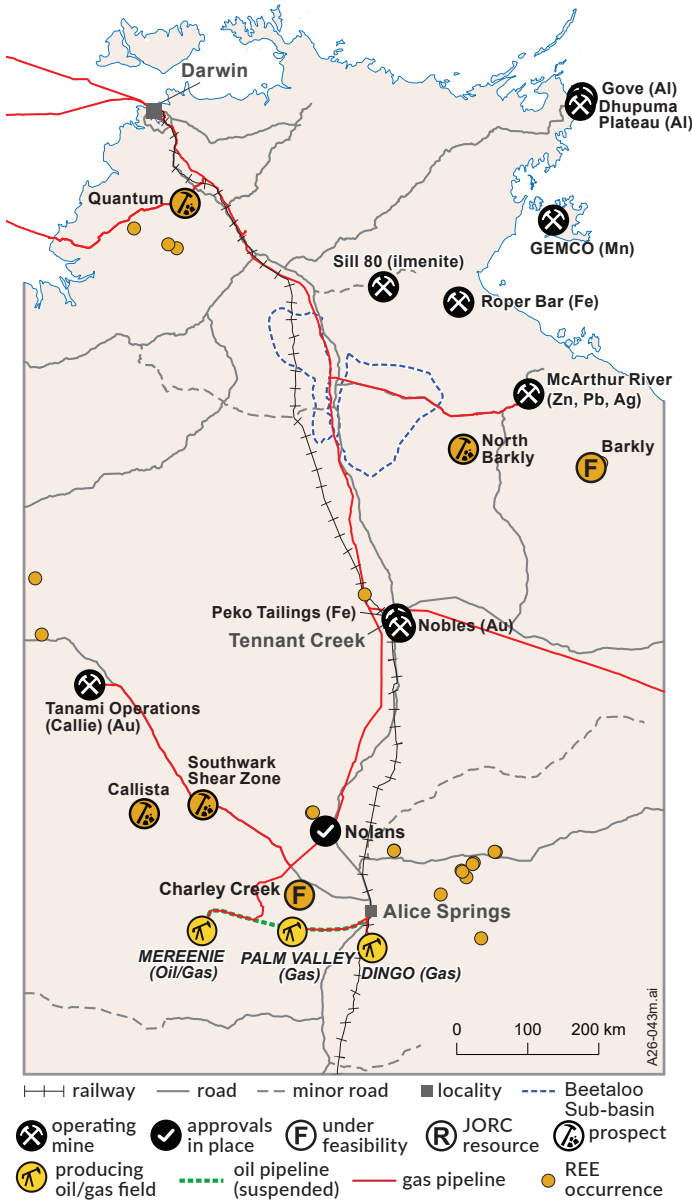 Darwin
Gove (Al)
Dhupuma
Plateau (Al)
Quantum
GEMCO (Mn)
Sill 80 (ilmenite)
Roper Bar (Fe)
McArthur River
(Zn, Pb, Ag)
North
Barkly
Barkly
F
Peko Tailings (Fe)
Nobles (Au)
Tennant Creek
Tanami Operations
(Callie) (Au)
Southwark
Shear Zone
Callista
Nolans
Charley Creek
F
Alice Springs
MEREENIE
(Oil/Gas)
PALM VALLEY
(Gas)
DINGO (Gas)
0 100 200 km
A26-043m.ai
railway
road
minor road
locality
Beetaloo
Sub-basin
operating
mine
approvals
in place
F
under
feasibility
R
JORC
resource
prospect
producing
oil/gas field
oil pipeline
(suspended)
gas pipeline
REE
occurrence